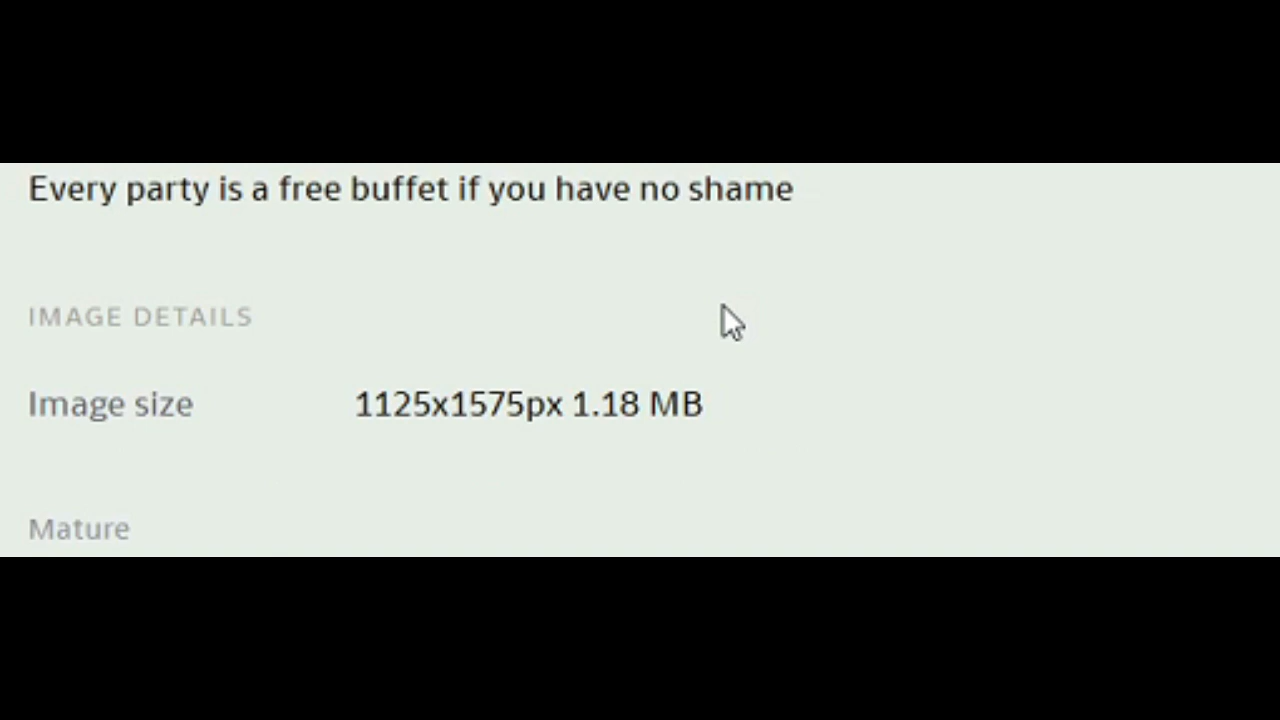 Every party is a free buffet if you have no shame
IMAGE DETAILS
Image size 1125x1575px 1.18 MB
Mature